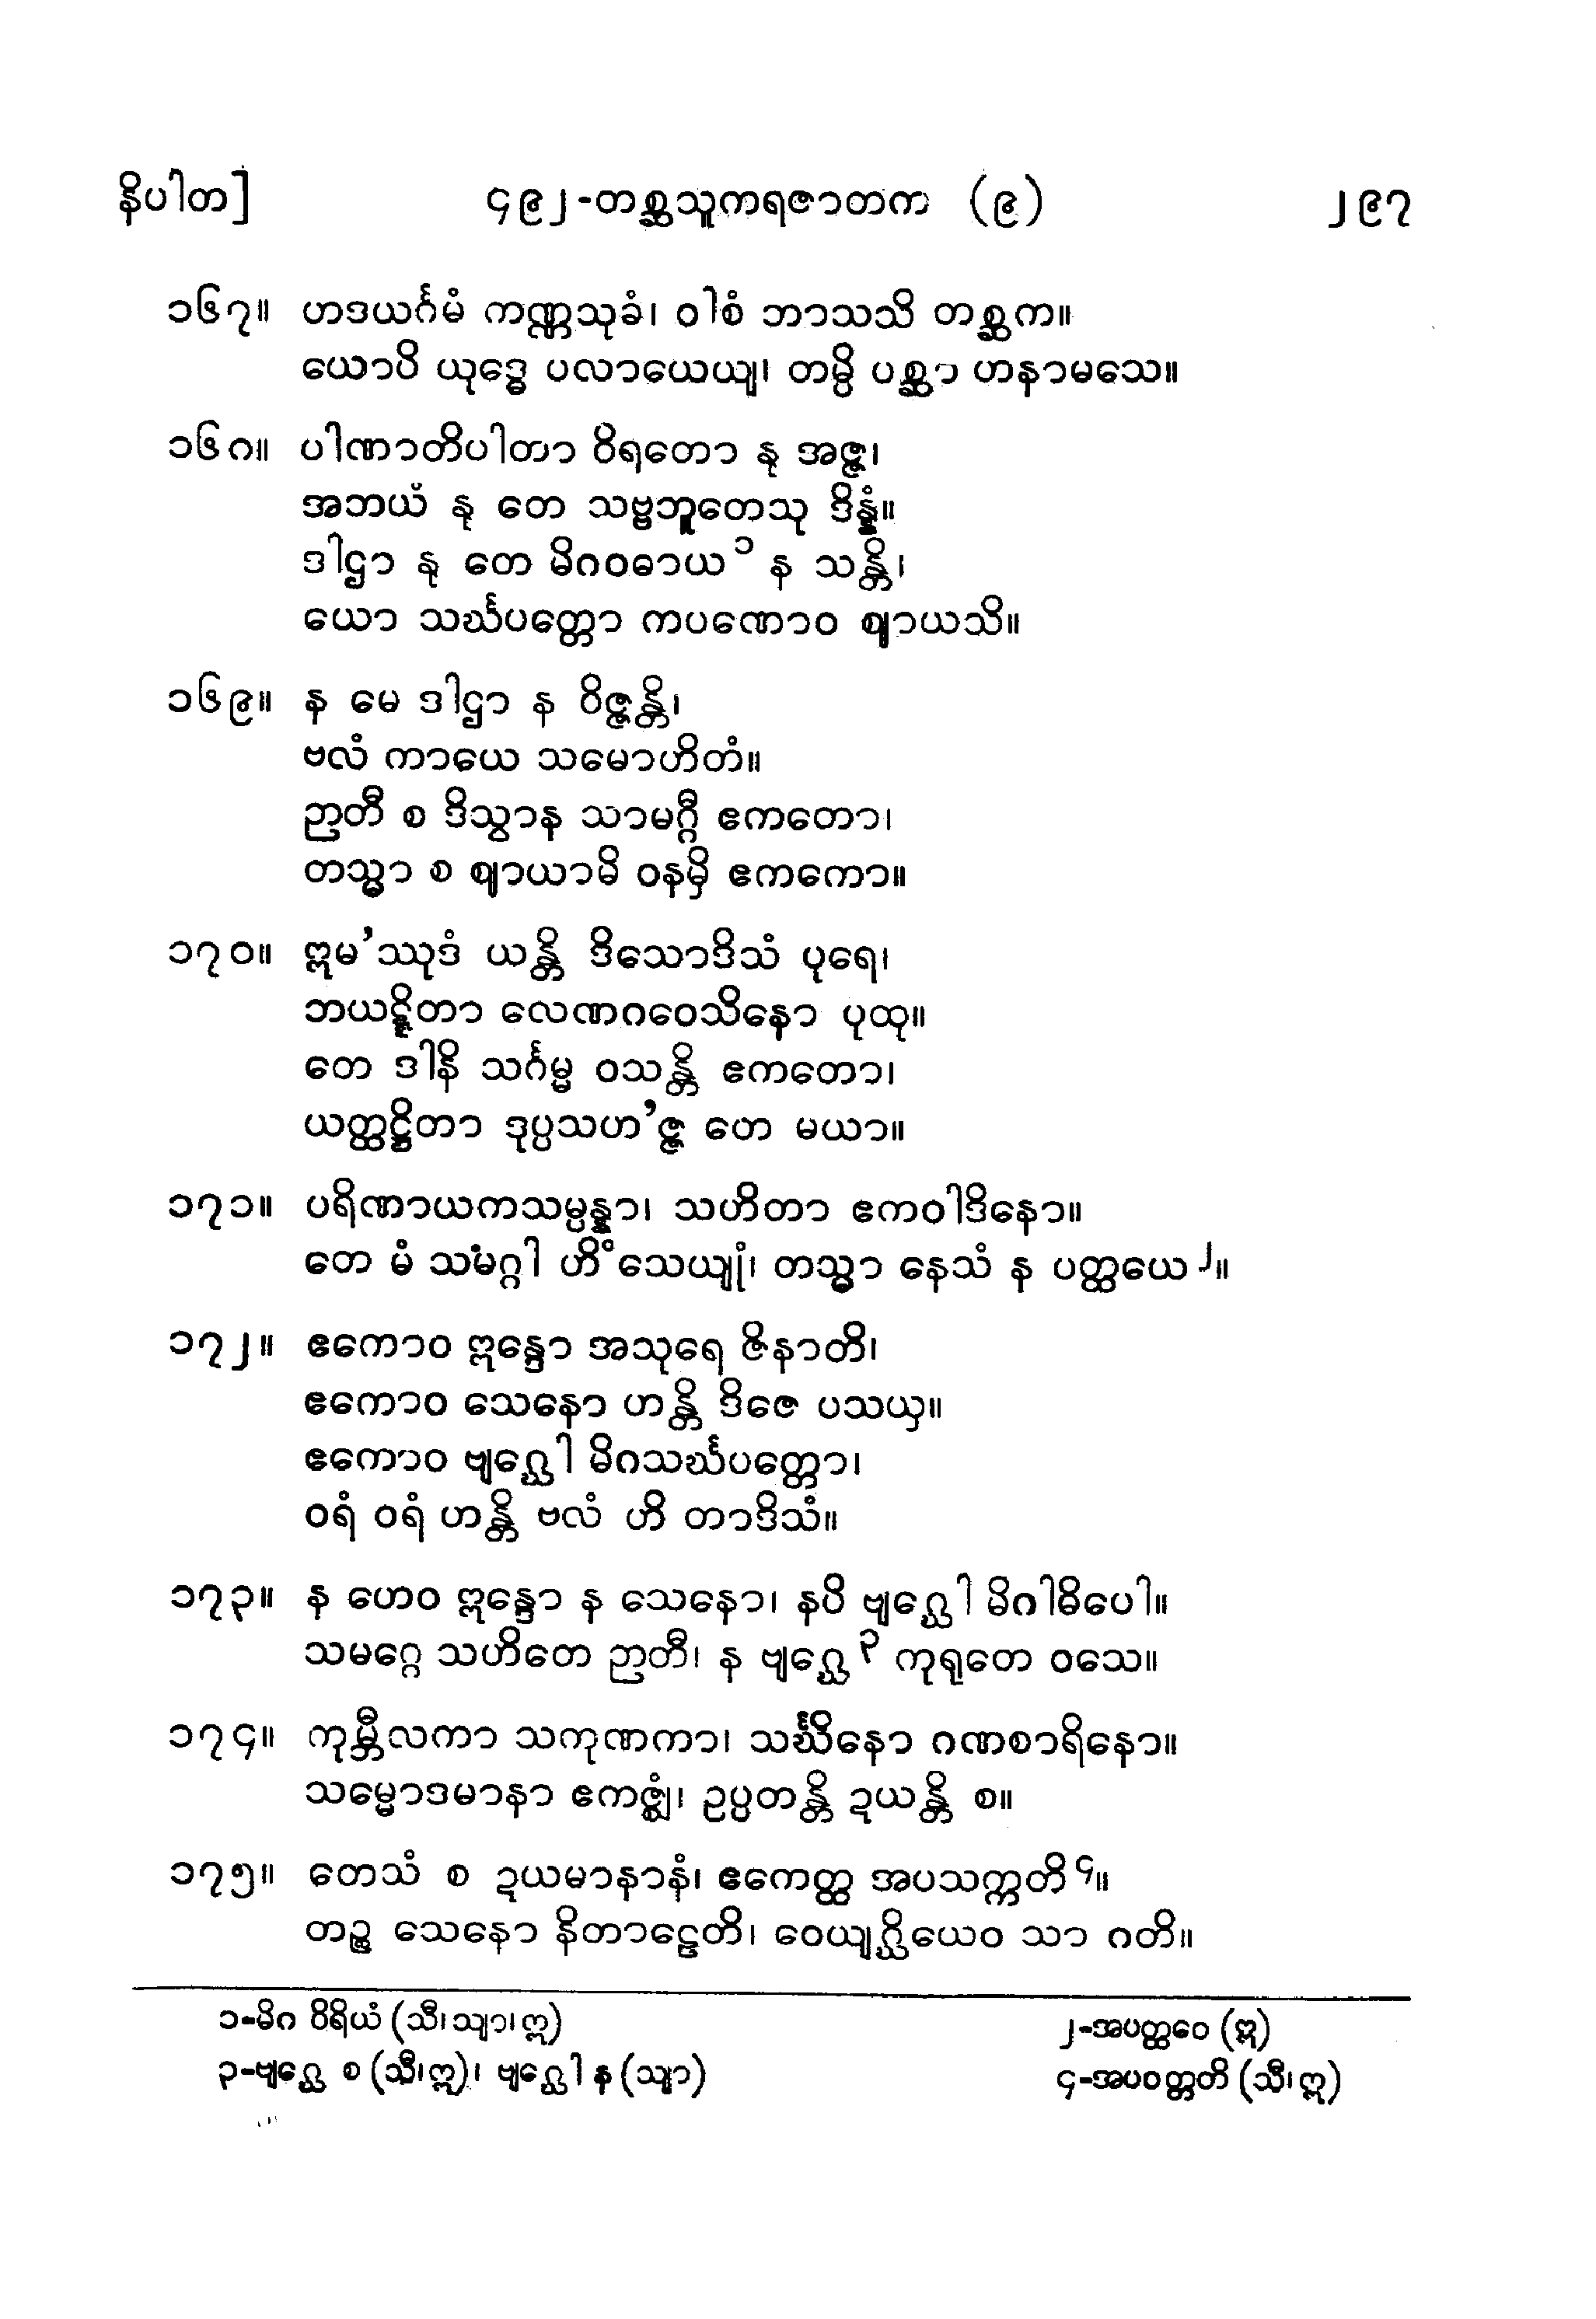 နိပါတ] ၄၉၂-တစ္ဆသူကရဇာတက (၉) ၂၉၇
၁၆၇။ ဟဒယင်္ဂမံ ကဏ္ဏသုခံ၊ ဝါစံ ဘာသသိ တစ္ဆက။
ယောပိ ယုဒ္ဓေ ပလာယေယျ၊ တမ္ပိ ပစ္ဆာ ဟနာမသေ။
၁၆၈။ ပါဏာတိပါတာ ဝိရတော နု အဇ္ဇ၊
အဘယံ နု တေ သဗ္ဗဘူတေသု ဒိန္နံ။
ဒါဌာ နု တေ မိဂဝဓာယ ၁ န သန္တိ၊
ယော သင်္ဃပတ္တော ကပဏောဝ ဈာယသိ။
၁၆၉။ န မေ ဒါဌာ န ဝိဇ္ဇန္တိ၊
ဗလံ ကာယေ သမောဟိတံ။
ဉာတီ စ ဒိသွာန သာမဂ္ဂီ ဧကတော၊
တသ္မာ စ ဈာယာမိ ဝနမှိ ဧကကော။
၁၇၀။ ဣမ’ဿုဒံ ယန္တိ ဒိသောဒိသံ ပုရေ၊
ဘယဋ္ဋိတာ လေဏဂဝေသိနော ပုထု။
တေ ဒါနိ သင်္ဂမ္မ ဝသန္တိ ဧကတော၊
ယတ္ထဋ္ဌိတာ ဒုပ္ပသဟ’ဇ္ဇ တေ မယာ။
၁၇၁။ ပရိဏာယကသမ္ပန္နာ၊ သဟိတာ ဧကဝါဒိနော။
တေ မံ သမဂ္ဂါ ဟိံသေယျုံ၊ တသ္မာ နေသံ န ပတ္ထယေ ၂။
၁၇၂။ ဧကောဝ ဣန္ဒော အသုရေ ဇိနာတိ၊
ဧကောဝ သေနော ဟန္တိ ဒိဇေ ပသယှ။
ဧကောဝ ဗျဂ္ဃေါ မိဂသင်္ဃပတ္တော၊
ဝရံ ဝရံ ဟန္တိ ဗလံ ဟိ တာဒိသံ။
၁၇၃။ န ဟေဝ ဣန္ဒော န သေနော၊ နပိ ဗျဂ္ဃေါ မိဂါဓိပေါ။
သမဂ္ဂေ သဟိတေ ဉာတီ၊ န ဗျဂ္ဃေ ၃ ကုရုတေ ဝသေ။
၁၇၄။ ကုမ္ဘီလကာ သကုဏကာ၊ သင်္ဃိနော ဂဏစာရိနော။
သမ္မောဒမာနာ ဧကဇ္ဈံ၊ ဥပ္ပတန္တိ ဍယန္တိ စ။
၁၇၅။ တေသံ စ ဍယမာနာနံ၊ ဧကေတ္ထ အပသက္ကတိ ၄။
တဉ္စ သေနော နိတာဠေတိ၊ ဝေယျဂ္ဃိယေဝ သာ ဂတိ။
၁-မိဂ ဝိရိယံ (သီ၊သျာ၊ဣ) ၂-အပတ္ထဝေ (ဣ)
၃-ဗျဂ္ဃေ စ (သီ၊ဣ)၊ ဗျဂ္ဃေါ န (သျာ) ၄-အပဝတ္တတိ (သီ၊ဣ)